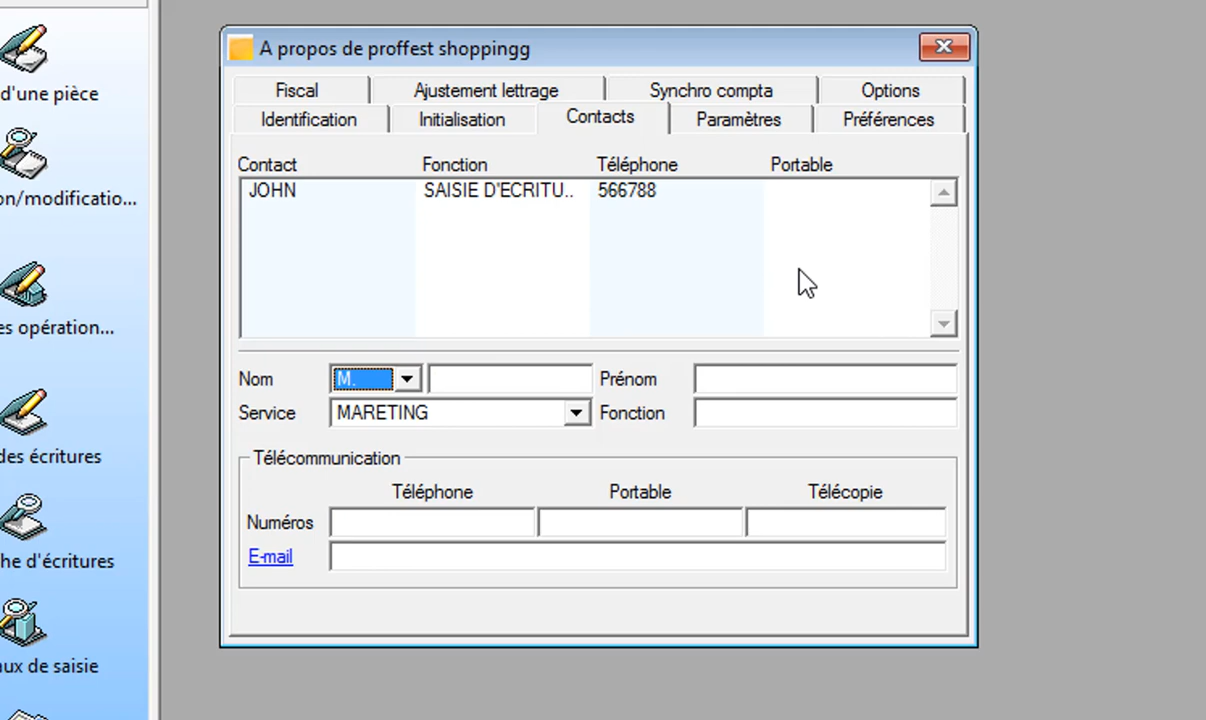 A propos de proffest shoppingg
Fiscal Ajustement lettrage Synchro compta Options
Identification Initialisation Contacts Paramètres Préférences
Contact Fonction Téléphone Portable
JOHN SAISIE D'ECRITU.. 566788
Nom M. Prénom
Service MARETING Fonction
Télécommunication
Téléphone Portable Télécopie
Numéros
E-mail
d'une pièce
on/modificatio...
es opération...
des écritures
he d'écritures
ux de saisie